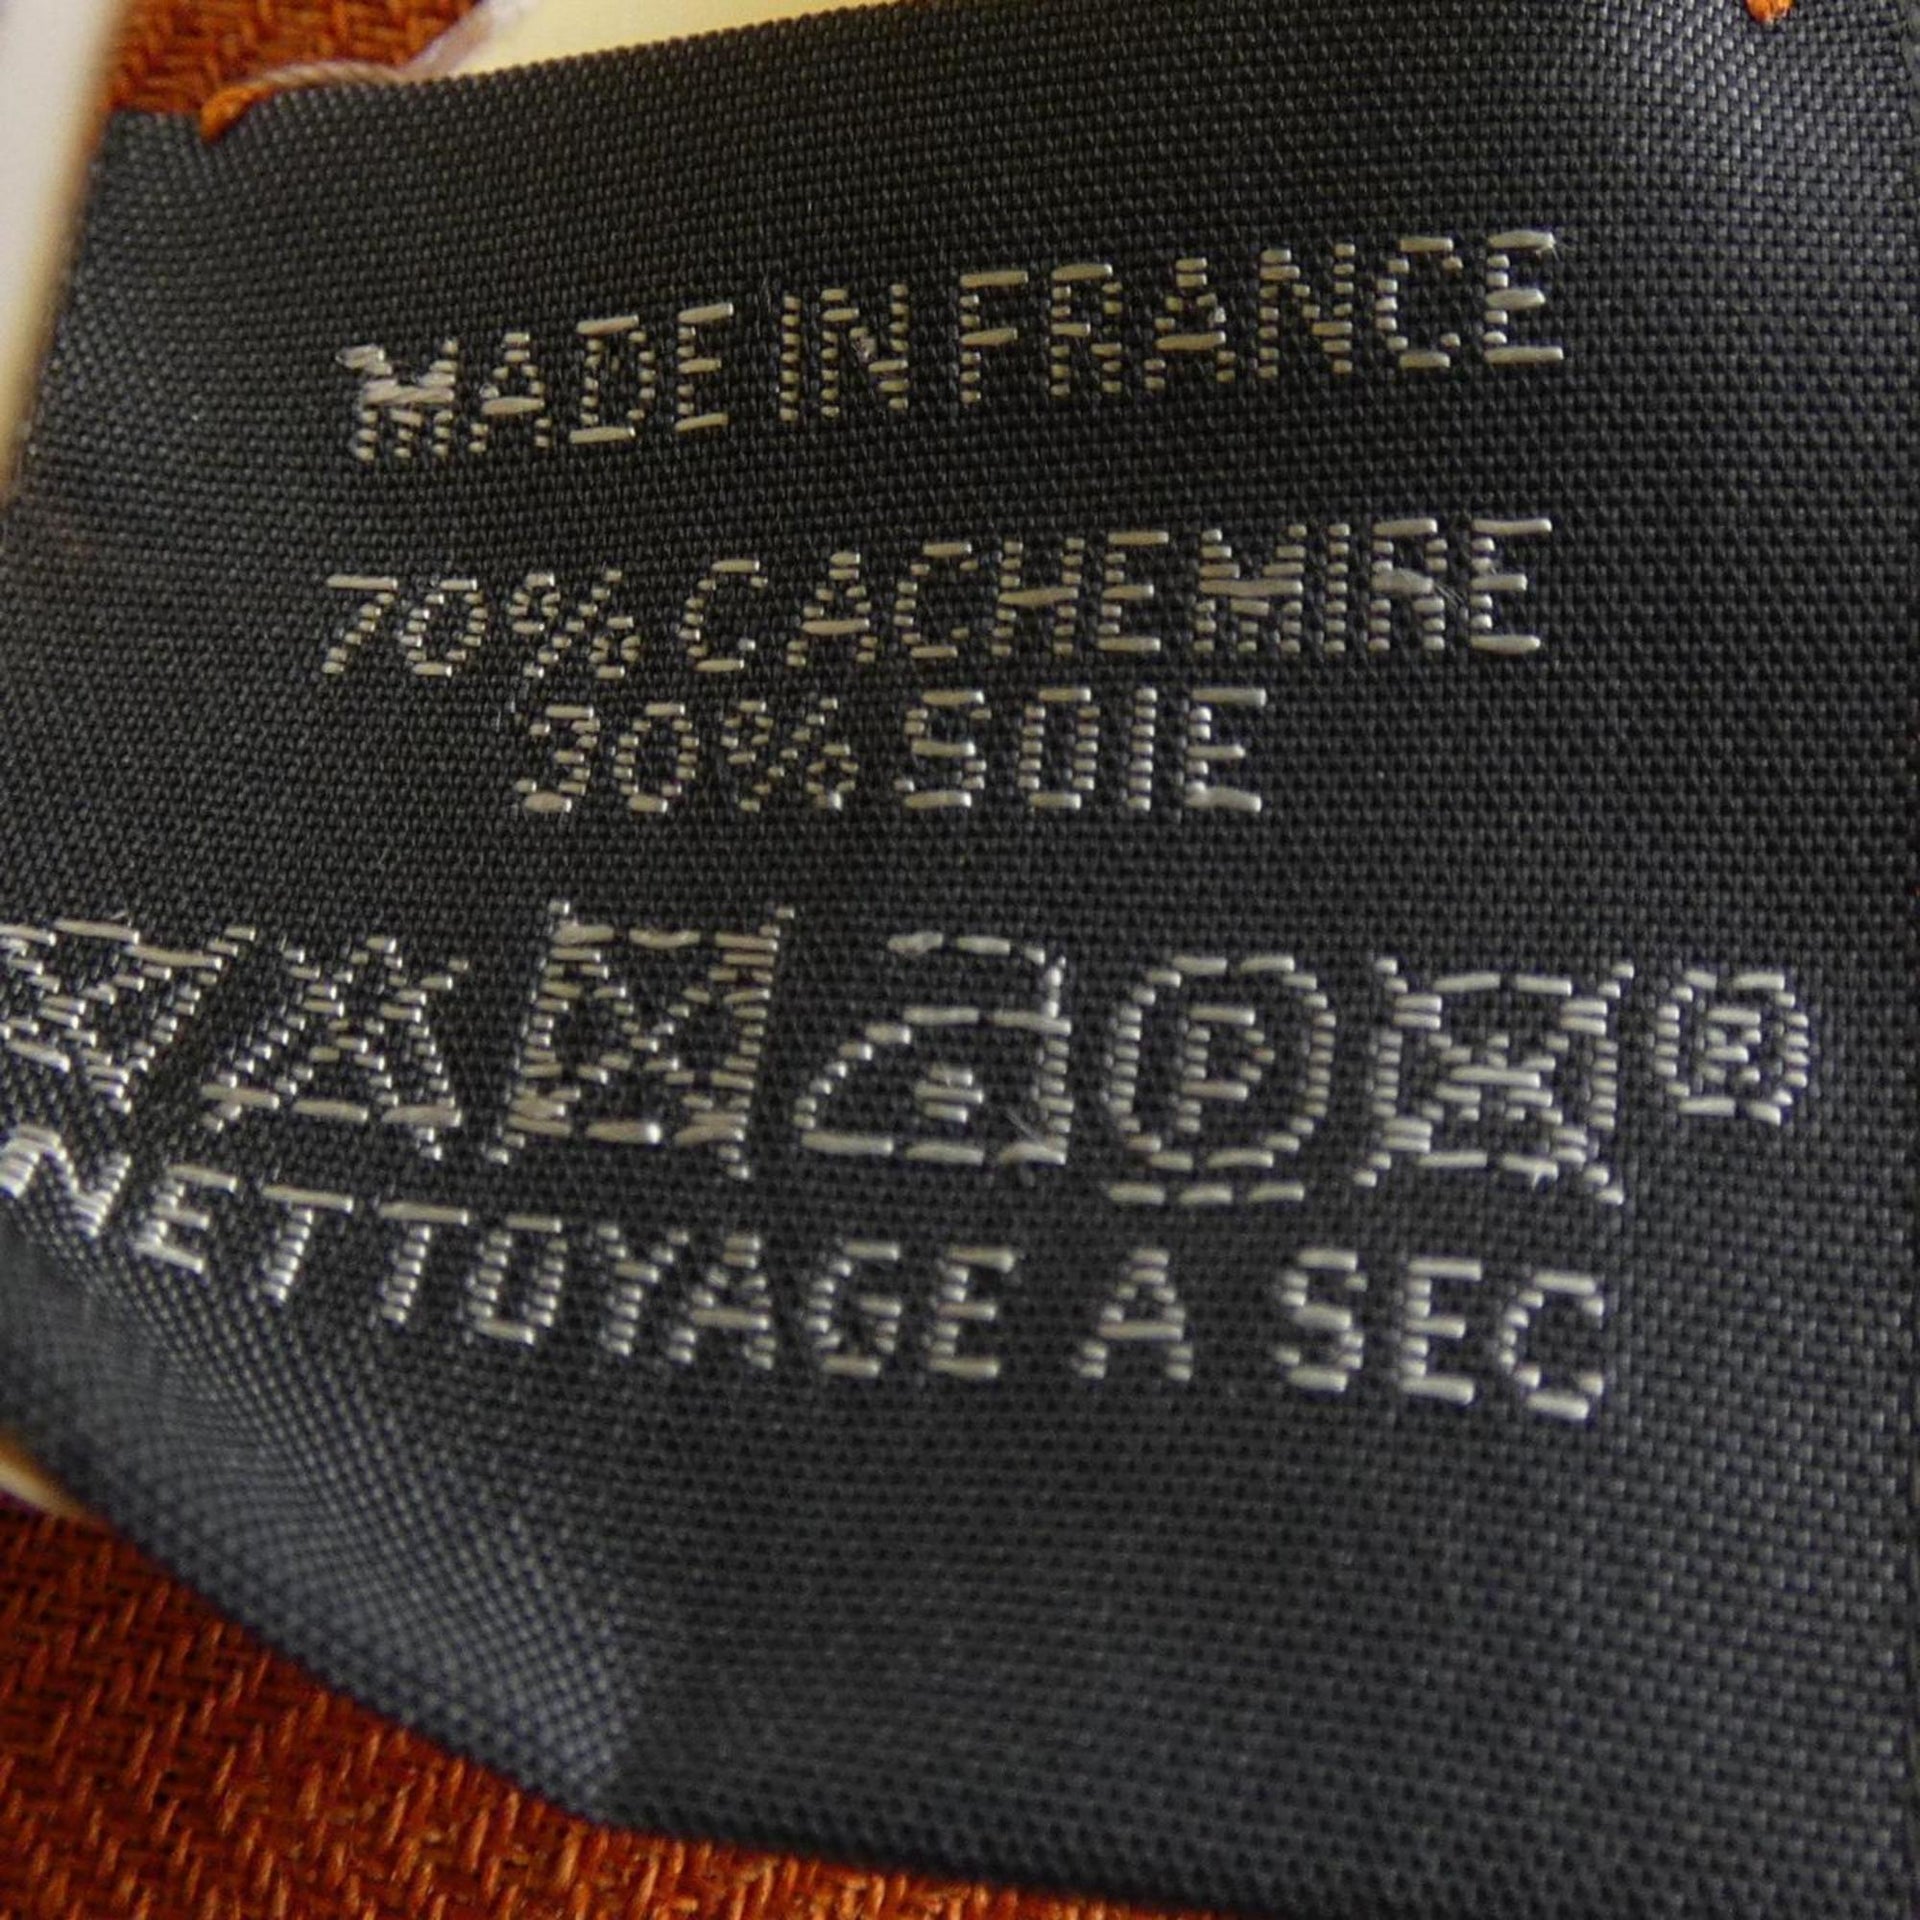 MADE IN FRANCE
70% CACHEMIRE
30% SOIE
P ®
NETTOYAGE A SEC